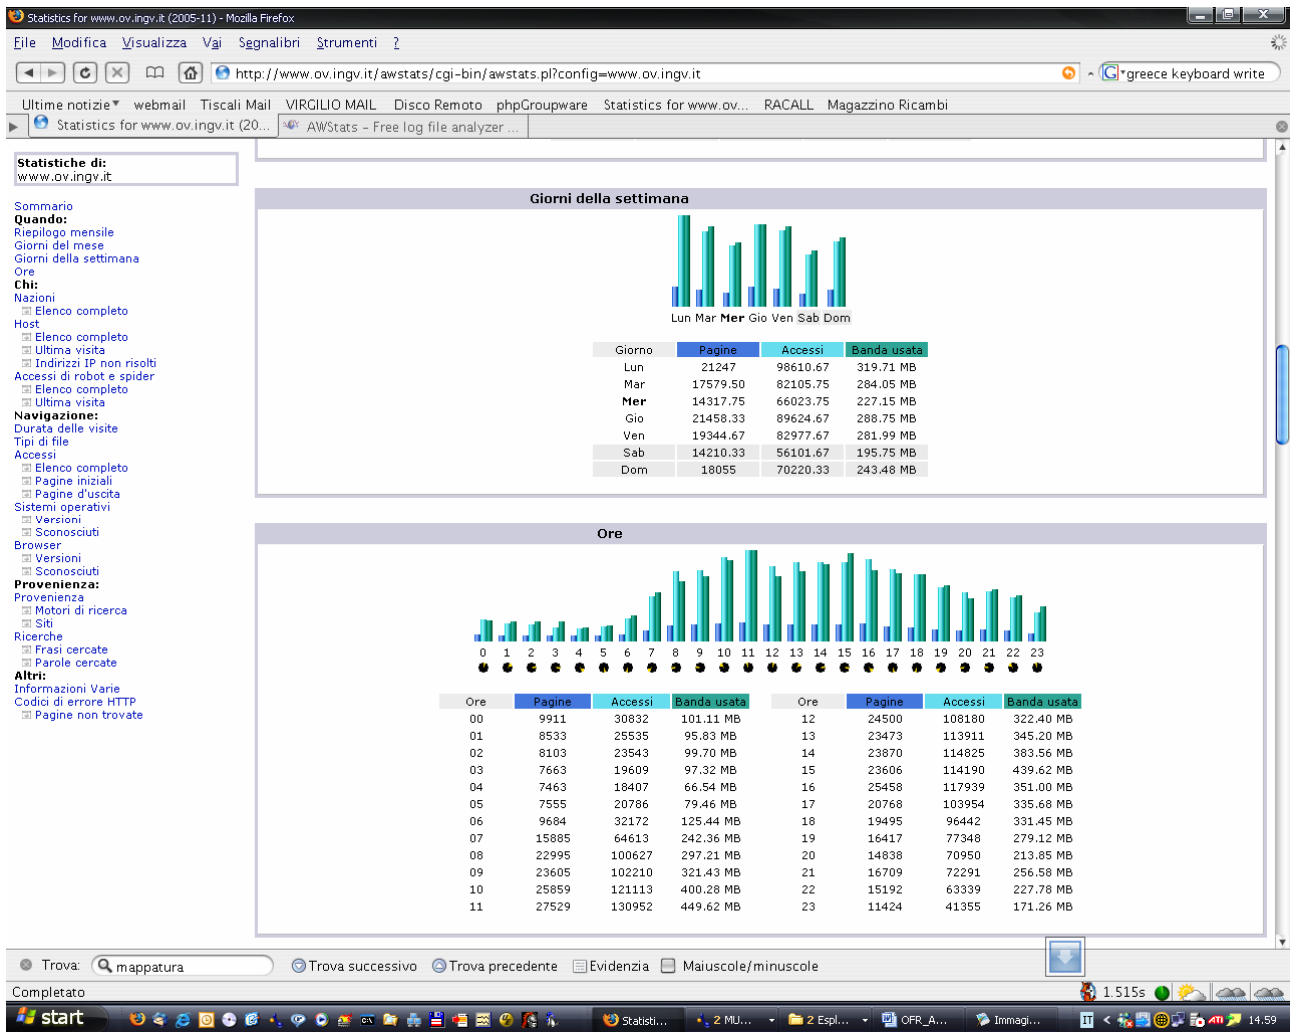 Statistics for www.ov.ingv.it (2005-11) - Mozilla Firefox
File Modifica Visualizza Vai Segnalibri Strumenti ?
http://www.ov.ingv.it/awstats/cgi-bin/awstats.pl?config=www.ov.ingv.it
greece keyboard write
Ultime notizie webmail Tiscali Mail VIRGILIO MAIL Disco Remoto phpGroupware Statistics for www.ov... RACALL Magazzino Ricambi
Statistics for www.ov.ingv.it (20... AWStats - Free log file analyzer ...
Statistiche di:
www.ov.ingv.it
Sommario
Quando:
Riepilogo mensile
Giorni del mese
Giorni della settimana
Ore
Chi:
Nazioni
Elenco completo
Host
Elenco completo
Ultima visita
Indirizzi IP non risolti
Accessi di robot e spider
Elenco completo
Ultima visita
Navigazione:
Durata delle visite
Tipi di file
Accessi
Elenco completo
Pagine iniziali
Pagine d'uscita
Sistemi operativi
Versioni
Sconosciuti
Browser
Versioni
Sconosciuti
Provenienza:
Provenienza
Motori di ricerca
Siti
Ricerche
Frasi cercate
Parole cercate
Altri:
Informazioni Varie
Codici di errore HTTP
Pagine non trovate
Giorni della settimana
Lun Mar Mer Gio Ven Sab Dom
Giorno Pagine Accessi Banda usata
Lun 21247 98610.67 319.71 MB
Mar 17579.50 82105.75 284.05 MB
Mer 14317.75 66023.75 227.15 MB
Gio 21458.33 89624.67 288.75 MB
Ven 19344.67 82977.67 281.99 MB
Sab 14210.33 56101.67 195.75 MB
Dom 18055 70220.33 243.48 MB
Ore
0 1 2 3 4 5 6 7 8 9 10 11 12 13 14 15 16 17 18 19 20 21 22 23
Ore Pagine Accessi Banda usata Ore Pagine Accessi Banda usata
00 9911 30832 101.11 MB 12 24500 108180 322.40 MB
01 8533 25535 95.83 MB 13 23473 113911 345.20 MB
02 8103 23543 99.70 MB 14 23870 114825 383.56 MB
03 7663 19609 97.32 MB 15 23606 114190 439.62 MB
04 7463 18407 66.54 MB 16 25458 117939 351.00 MB
05 7555 20786 79.46 MB 17 20768 103954 335.68 MB
06 9684 32172 125.44 MB 18 19495 96442 331.45 MB
07 15885 64613 242.36 MB 19 16417 77348 279.12 MB
08 22995 100627 297.21 MB 20 14838 70950 213.85 MB
09 23605 102210 321.43 MB 21 16709 72291 256.58 MB
10 25859 121113 400.28 MB 22 15192 63339 227.78 MB
11 27529 130952 449.62 MB 23 11424 41355 171.26 MB
Trova: mappatura Trova successivo Trova precedente Evidenzia Maiuscole/minuscole
Completato 1.515s
start Statisti... 2 MU... 2 Espl... OFR_A... Immagi... IT < ATI 14.59